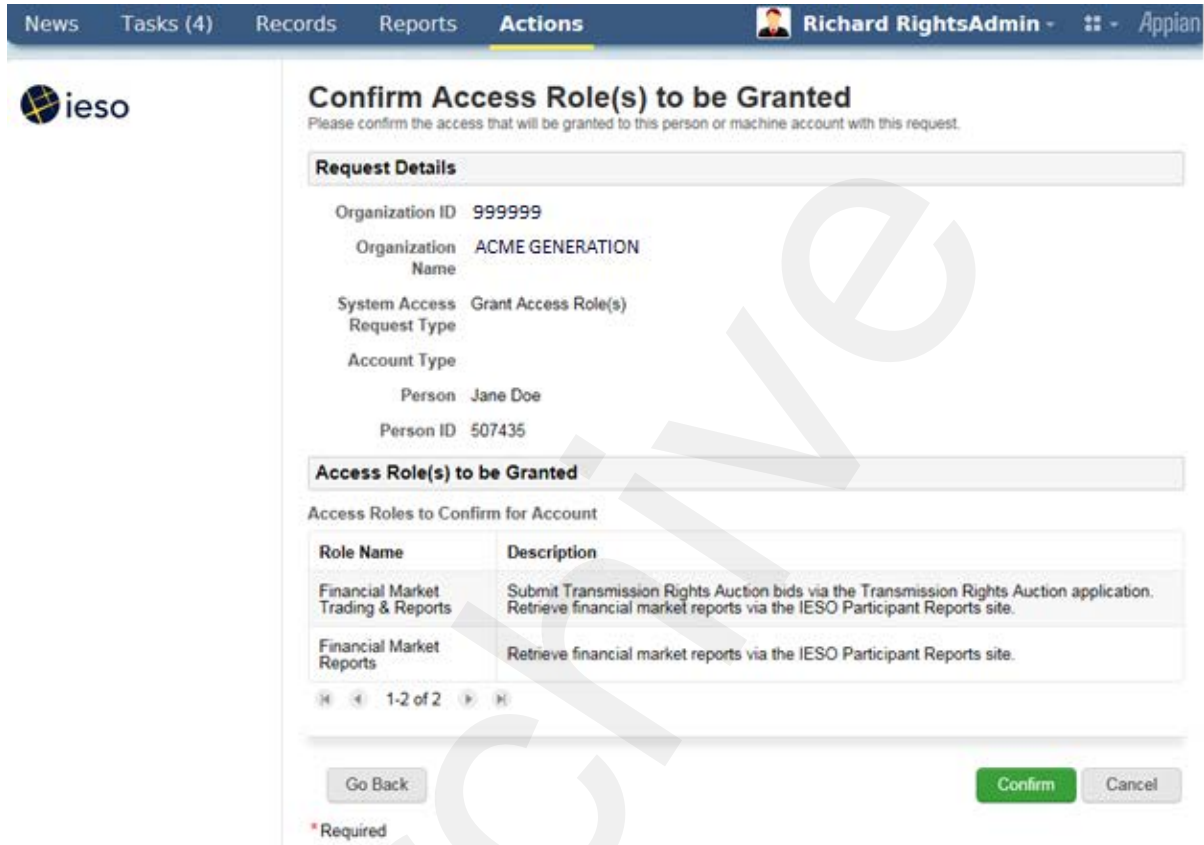 News Tasks (4) Records Reports Actions Richard RightsAdmin Appian
ieso
Confirm Access Role(s) to be Granted
Please confirm the access that will be granted to this person or machine account with this request.
Request Details
Organization ID 999999
Organization Name ACME GENERATION
System Access Request Type Grant Access Role(s)
Account Type
Person Jane Doe
Person ID 507435
Access Role(s) to be Granted
Access Roles to Confirm for Account
Role Name Description
Financial Market Trading & Reports
Submit Transmission Rights Auction bids via the Transmission Rights Auction application.
Retrieve financial market reports via the IESO Participant Reports site.
Financial Market Reports
Retrieve financial market reports via the IESO Participant Reports site.
1-2 of 2
Go Back Confirm Cancel
*Required
chive